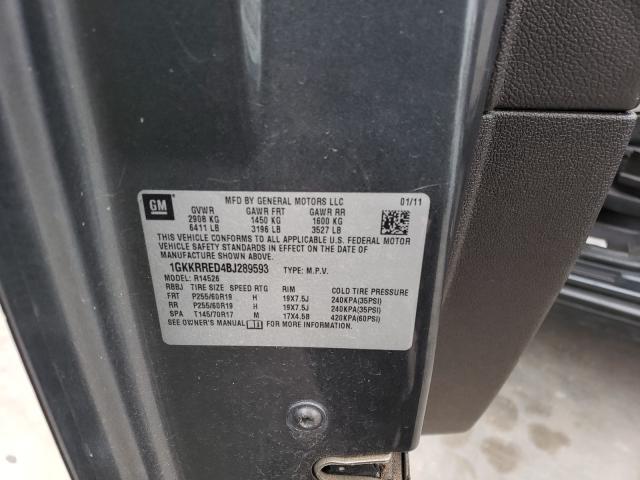 GM
MFD BY GENERAL MOTORS LLC 01/11
GVWR GAWR FRT GAWR RR
2908 KG 1450 KG 1600 KG
6411 LB 3196 LB 3527 LB
THIS VEHICLE CONFORMS TO ALL APPLICABLE U.S. FEDERAL MOTOR
VEHICLE SAFETY AND THEFT PREVENTION STANDARDS
IN EFFECT ON THE DATE OF
MANUFACTURE SHOWN ABOVE.
1GKKRRED4BJ289593 TYPE: M.P.V.
MODEL: R14526
RBBJ TIRE SIZE SPEED RTG RIM COLD TIRE PRESSURE
FRT P255/60R19 H 19X7.5J 240KPA(35PSI)
RR P255/60R19 H 19X7.5J 240KPA(35PSI)
SPA T145/70R17 M 17X4.5B 420KPA(60PSI)
SEE OWNER'S MANUAL FOR MORE INFORMATION